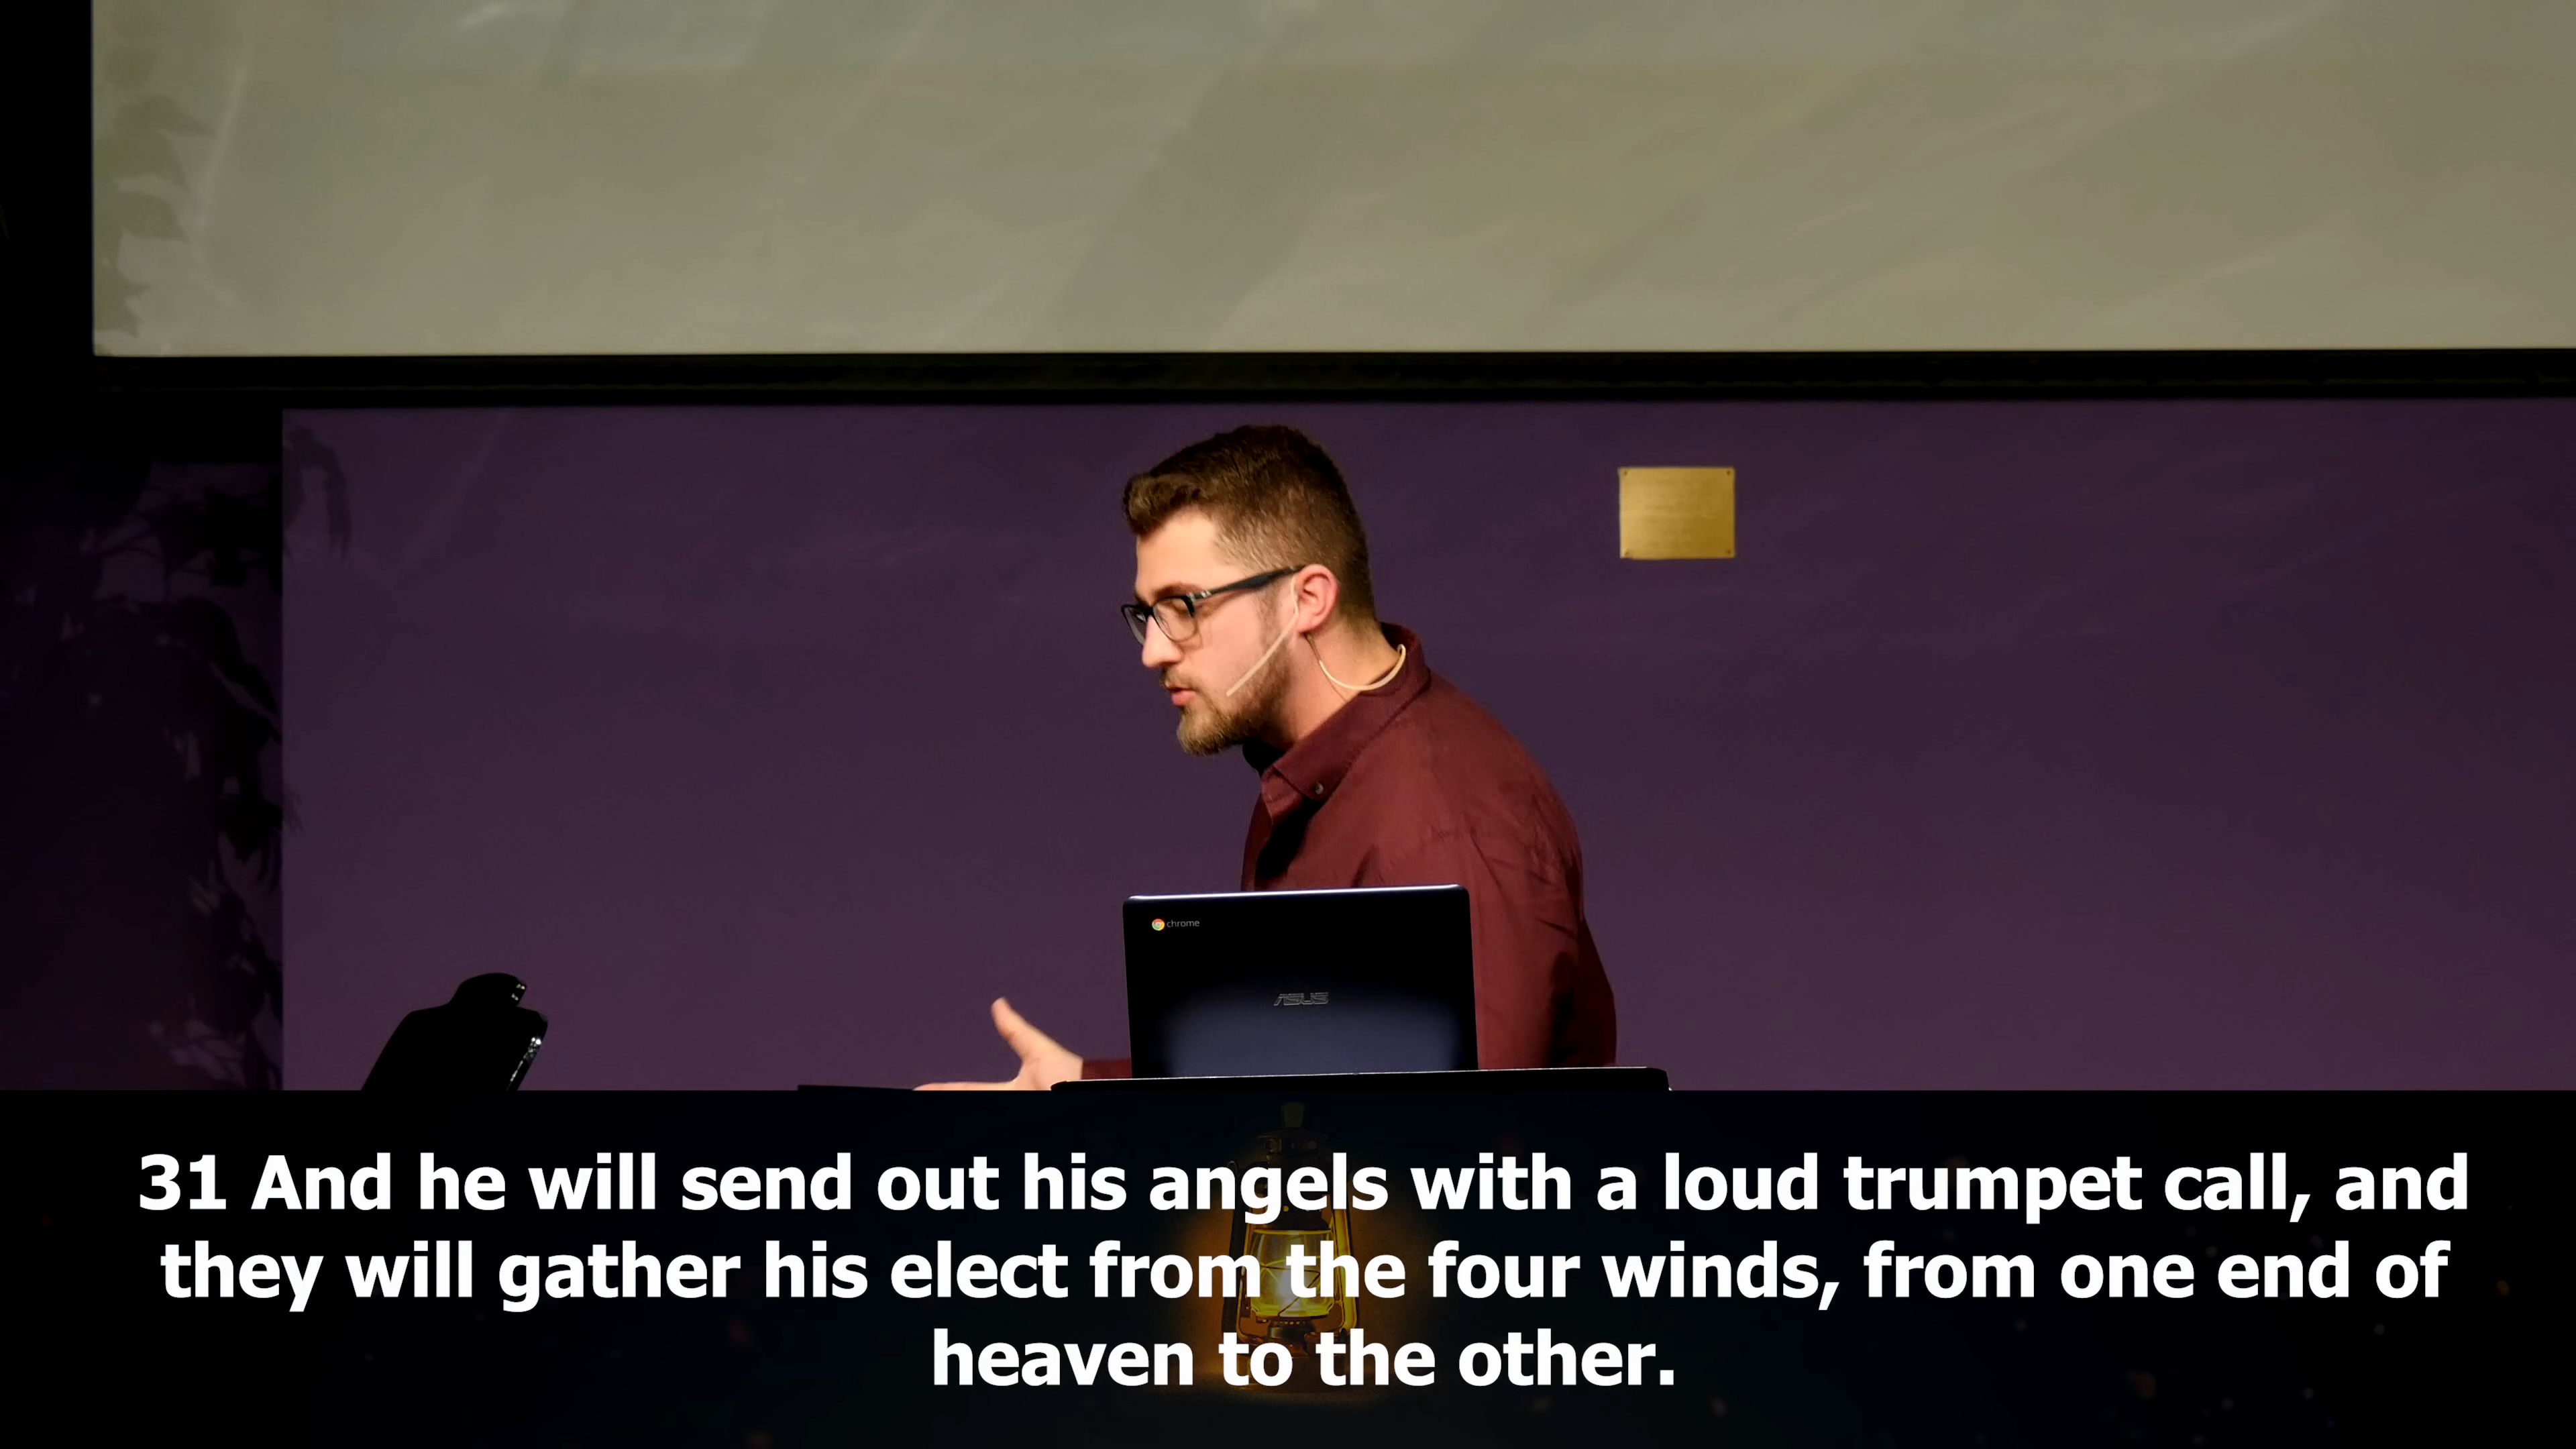 chrome
ASUS
31 And he will send out his angels with a loud trumpet call, and
they will gather his elect from the four winds, from one end of
heaven to the other.